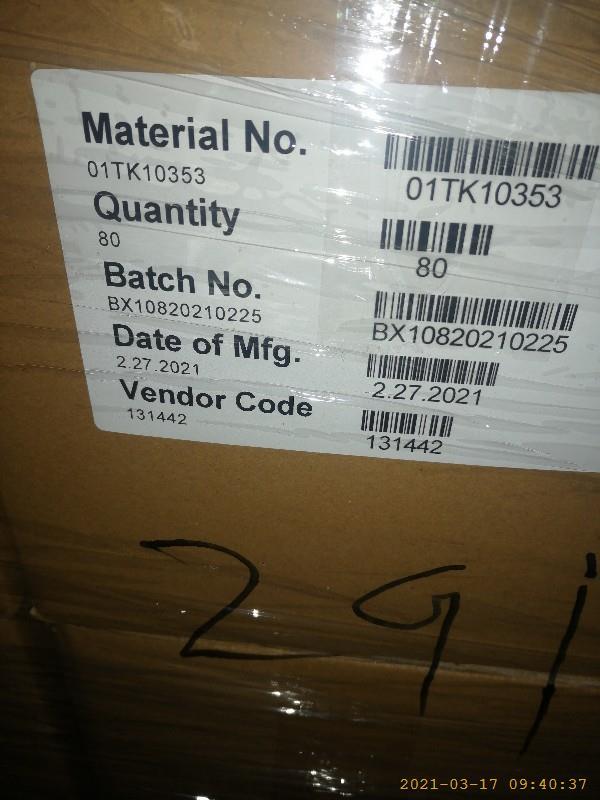 Material No.
01TK10353
01TK10353
Quantity
80
80
Batch No.
BX10820210225
BX10820210225
Date of Mfg.
2.27.2021
2.27.2021
Vendor Code
131442
131442
29
2021-03-17 09:40:37